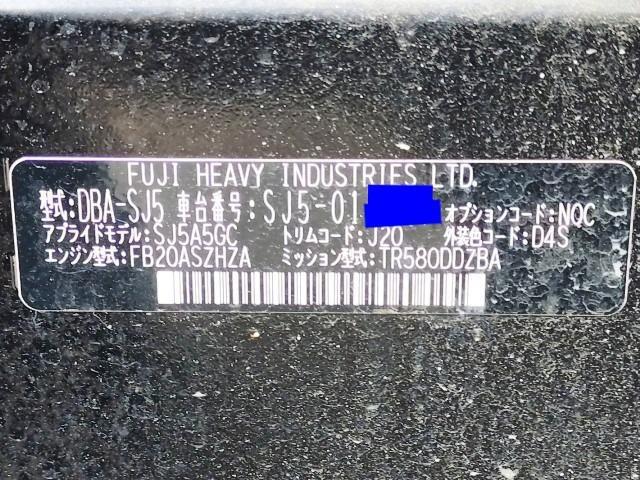 FUJI HEAVY INDUSTRIES LTD.
型式:DBA-SJ5 車台番号:SJ5-01 オプションコード:NQC
アプライドモデル:SJ5A5GC トリムコード:J20 外装色コード:D4S
エンジン型式:FB20ASZHZA ミッション型式:TR580DDZBA